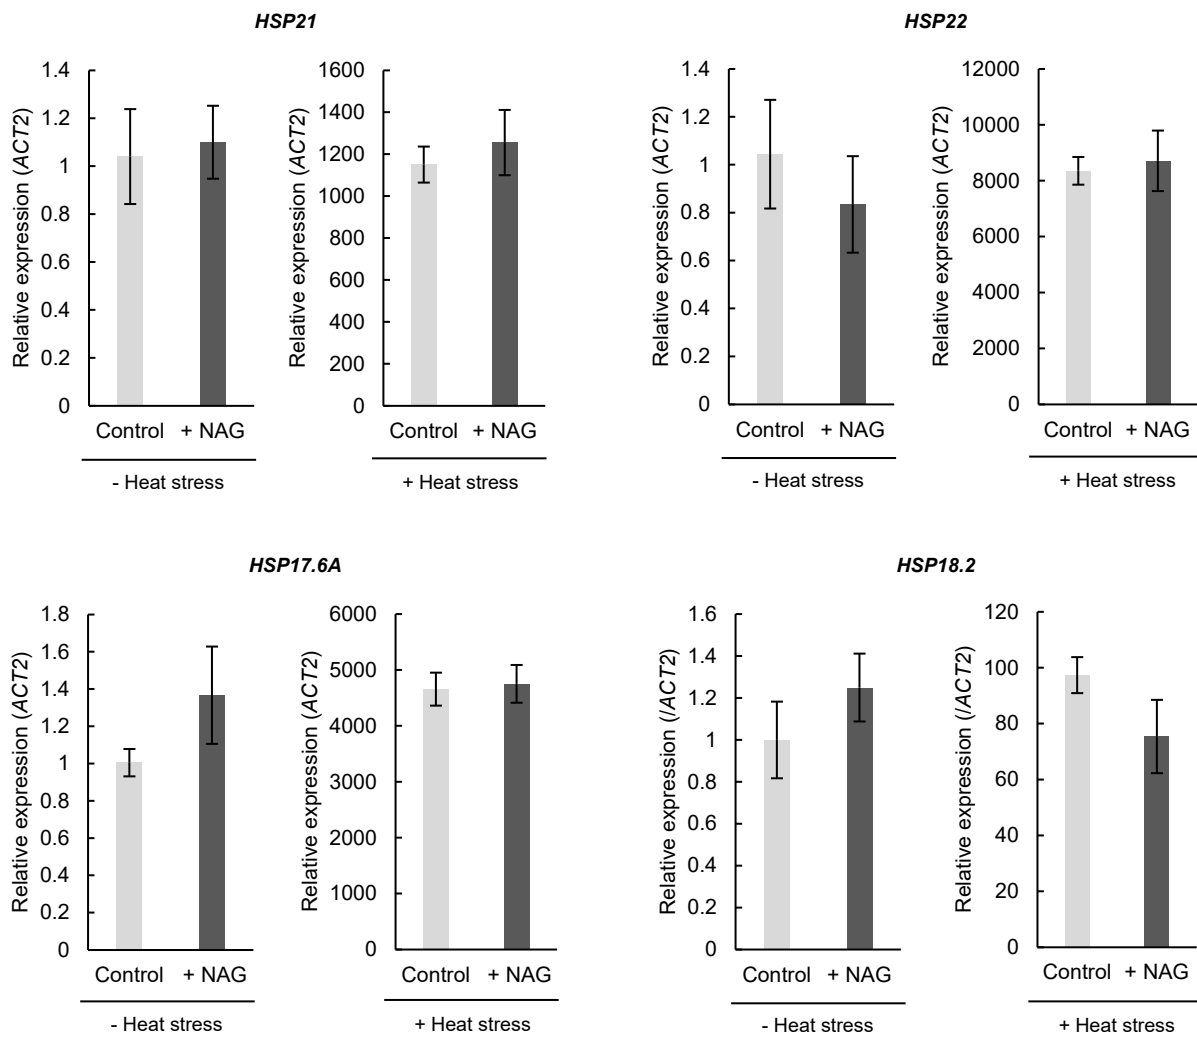 HSP21
HSP22
Relative expression (ACT2)
1.4
1.2
1
0.8
0.6
0.4
0.2
0
Control + NAG
- Heat stress
Relative expression (ACT2)
1600
1400
1200
1000
800
600
400
200
0
Control + NAG
+ Heat stress
Relative expression (ACT2)
1.4
1.2
1
0.8
0.6
0.4
0.2
0
Control + NAG
- Heat stress
Relative expression (ACT2)
12000
10000
8000
6000
4000
2000
0
Control + NAG
+ Heat stress
HSP17.6A
HSP18.2
Relative expression (ACT2)
1.8
1.6
1.4
1.2
1
0.8
0.6
0.4
0.2
0
Control + NAG
- Heat stress
Relative expression (ACT2)
6000
5000
4000
3000
2000
1000
0
Control + NAG
+ Heat stress
Relative expression (/ACT2)
1.6
1.4
1.2
1
0.8
0.6
0.4
0.2
0
Control + NAG
- Heat stress
Relative expression (/ACT2)
120
100
80
60
40
20
0
Control + NAG
+ Heat stress